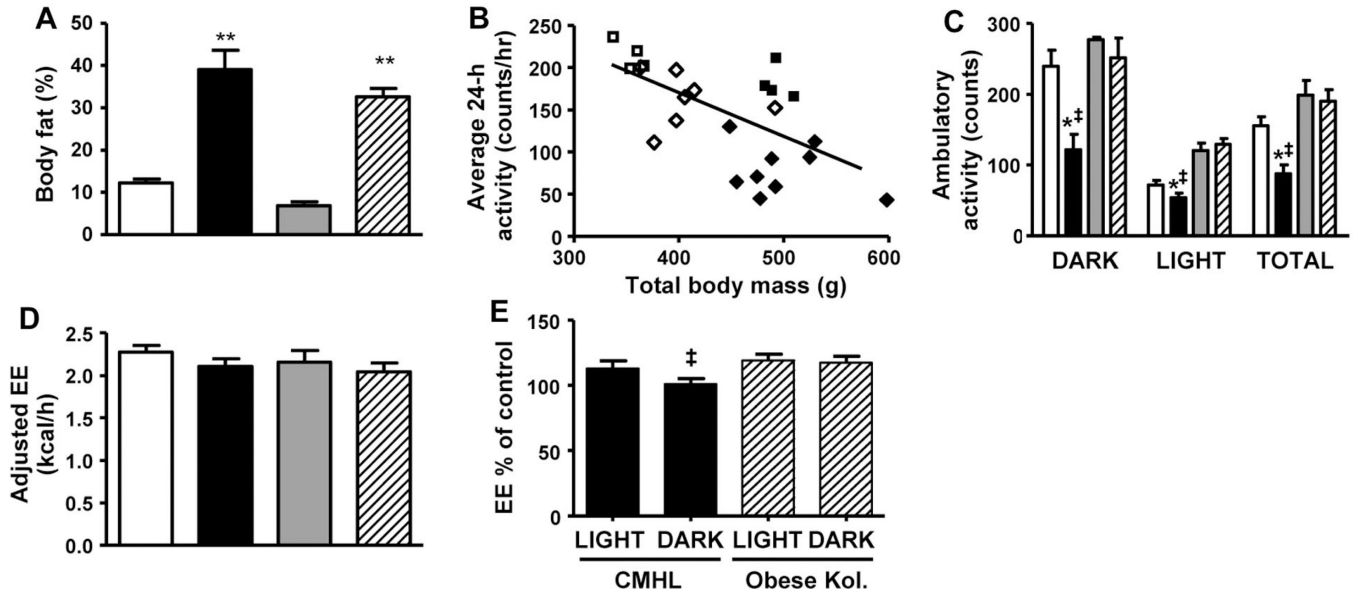 A
Body fat (%)
50
40
30
20
10
0
**
**
B
Average 24-h
activity (counts/hr)
250
200
150
100
50
0
300
400
500
600
Total body mass (g)
C
Ambulatory
activity (counts)
300
200
100
300
*‡
*‡
*‡
DARK
LIGHT
TOTAL
D
Adjusted EE
(kcal/h)
2.5
2.0
1.5
1.0
0.5
0.0
E
EE % of control
150
100
50
0
‡
LIGHT
DARK
LIGHT
DARK
CMHL
Obese Kol.